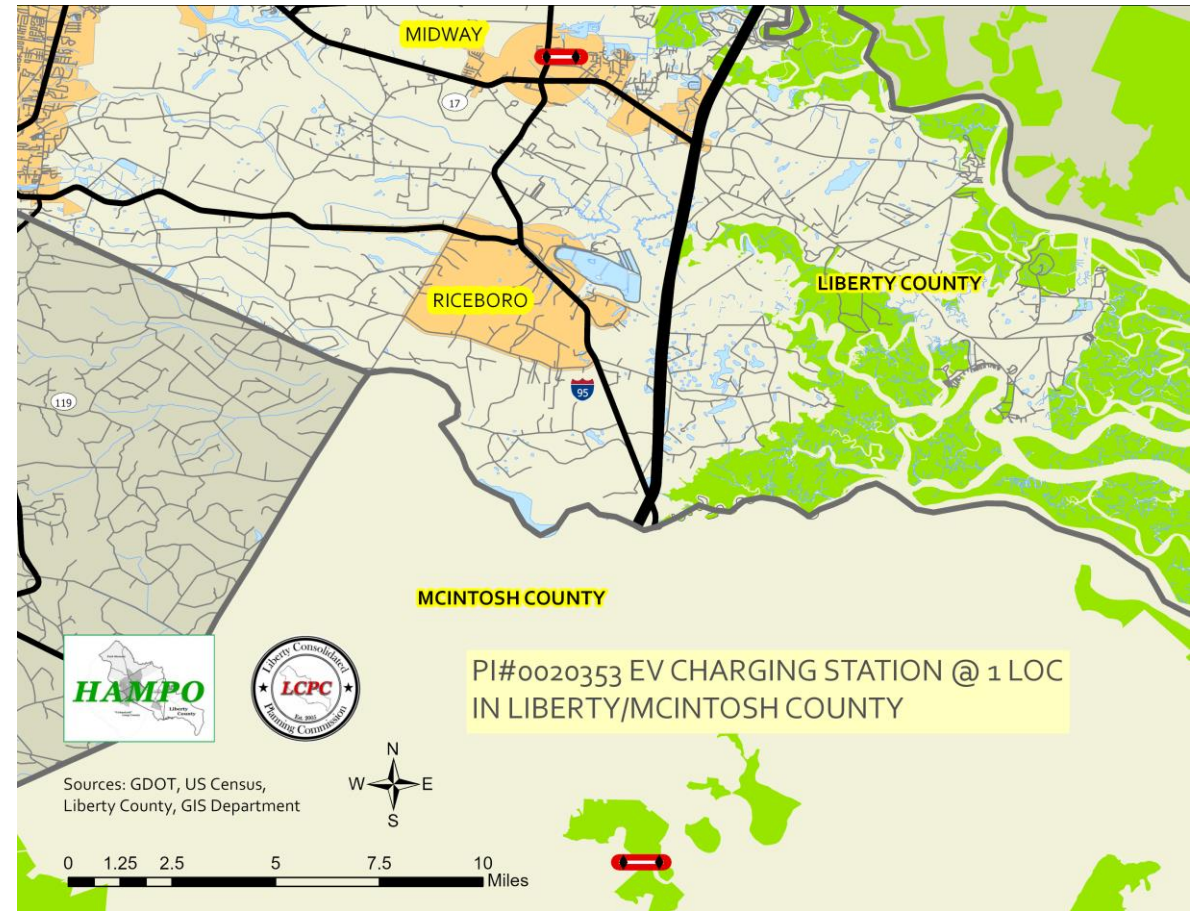 MIDWAY
17
LIBERTY COUNTY
RICEBORO
95
119
MCINTOSH COUNTY
HAMPO
Liberty
County
Liberty Consolidated
LCPC
Est. 2005
Planning Commission
PI#0020353 EV CHARGING STATION @ 1 LOC
IN LIBERTY/MCINTOSH COUNTY
N
W E
S
Sources: GDOT, US Census,
Liberty County, GIS Department
0 1.25 2.5 5 7.5 10
Miles